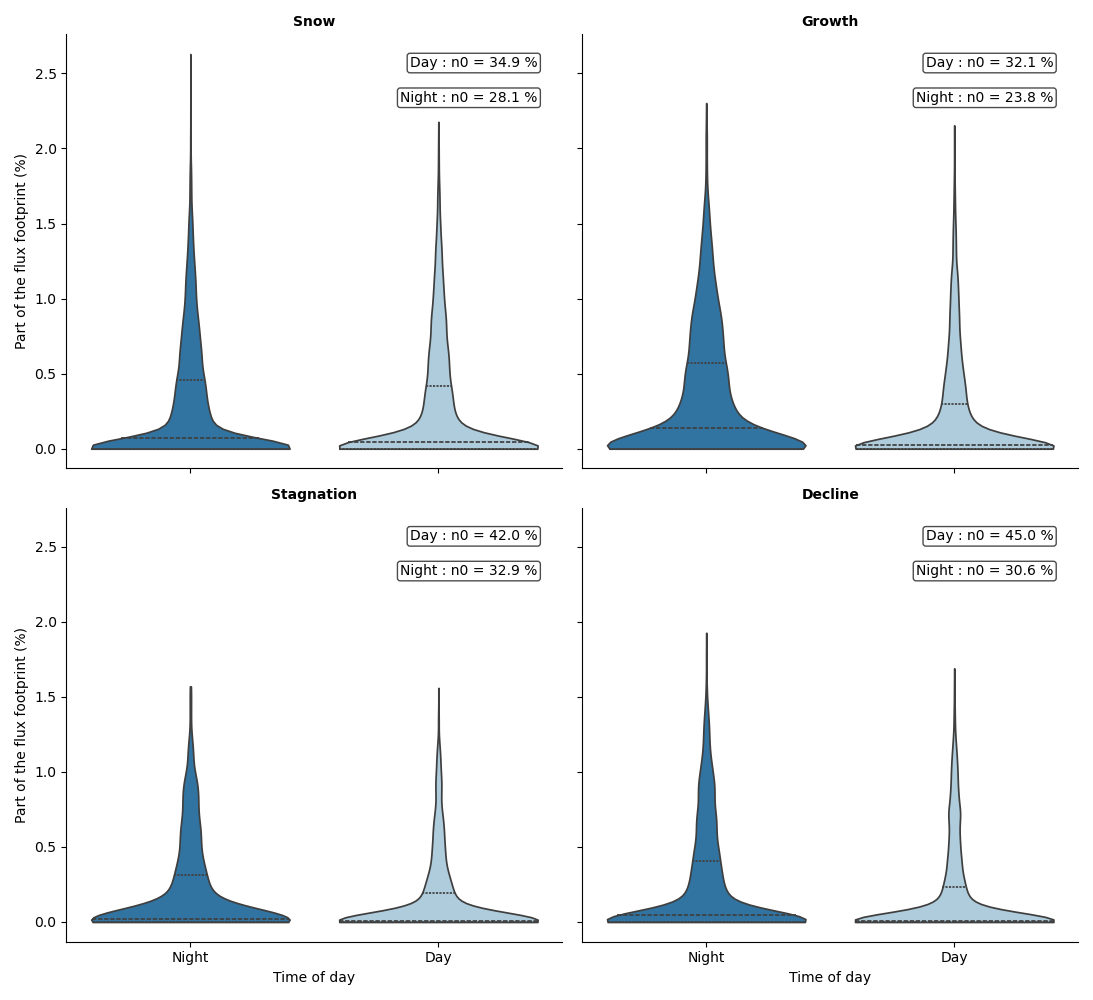 Snow
Growth
Day : n0 = 34.9 %
Night : n0 = 28.1 %
Day : n0 = 32.1 %
Night : n0 = 23.8 %
Part of the flux footprint (%)
2.5
2.0
1.5
1.0
0.5
0.0
Stagnation
Decline
Day : n0 = 42.0 %
Night : n0 = 32.9 %
Day : n0 = 45.0 %
Night : n0 = 30.6 %
Part of the flux footprint (%)
2.5
2.0
1.5
1.0
0.5
0.0
Night
Day
Night
Day
Time of day
Time of day